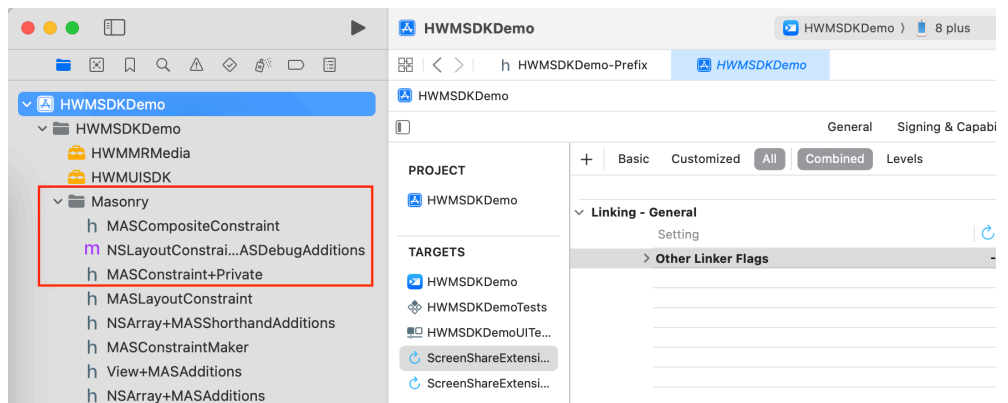 HWMSDKDemo
HWMSDKDemo
HWMMRMedia
HWMUISDK
Masonry
MASCompositeConstraint
NSLayoutConstrai...ASDebugAdditions
MASConstraint+Private
MASLayoutConstraint
NSArray+MASShorthandAdditions
MASConstraintMaker
View+MASAdditions
NSArray+MASAdditions
HWMSDKDemo
HWMSDKDemo 〉 8 plus
HWMSDKDemo-Prefix
HWMSDKDemo
HWMSDKDemo
General Signing & Capabi
PROJECT
HWMSDKDemo
TARGETS
HWMSDKDemo
HWMSDKDemoTests
HWMSDKDemoUITe...
ScreenShareExtensi...
ScreenShareExtensi...
+ Basic Customized All Combined Levels
Linking - General
Setting
Other Linker Flags